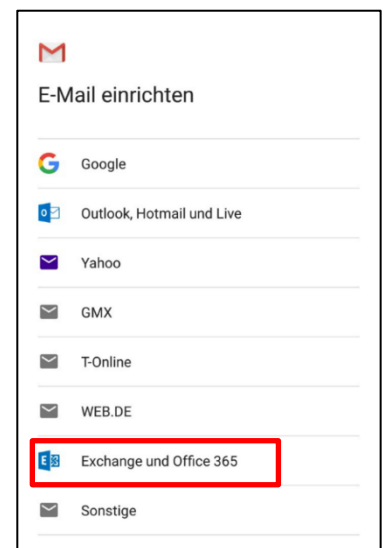 E-Mail einrichten
Google
Outlook, Hotmail und Live
Yahoo
GMX
T-Online
WEB.DE
Exchange und Office 365
Sonstige